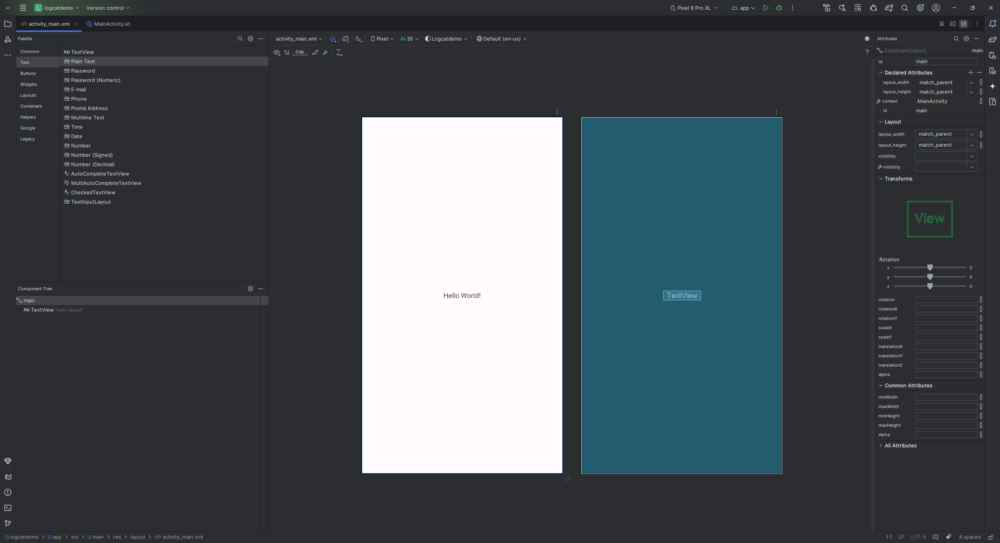 L logcatdemo Version control
Pixel 9 Pro XL app
activity_main.xml MainActivity.kt
Palette
Common
Text
Buttons
Widgets
Layouts
Containers
Helpers
Google
Legacy
Ab TextView
Ab Plain Text
Ab Password
Ab Password (Numeric)
Ab E-mail
Ab Phone
Ab Postal Address
Ab Multiline Text
Ab Time
Ab Date
Ab Number
Ab Number (Signed)
Ab Number (Decimal)
AutoCompleteTextView
MultiAutoCompleteTextView
CheckedTextView
Ab TextInputLayout
Component Tree
main
Ab TextView "Hello World!"
activity_main.xml Pixel 35 Logcatdemo Default (en-us)
0dp ?
Hello World!
TextView
Attributes
ConstraintLayout main
id main
Declared Attributes
layout_width match_parent
layout_height match_parent
context .MainActivity
id main
Layout
layout_width match_parent
layout_height match_parent
visibility
visibility
Transforms
View
Rotation
x 0
y 0
z 0
rotation
rotationX
rotationY
scaleX
scaleY
translationX
translationY
translationZ
alpha
Common Attributes
minWidth
maxWidth
minHeight
maxHeight
alpha
All Attributes
logcatdemo > app > src > main > res > layout > activity_main.xml
1:1 LF UTF-8 4 spaces